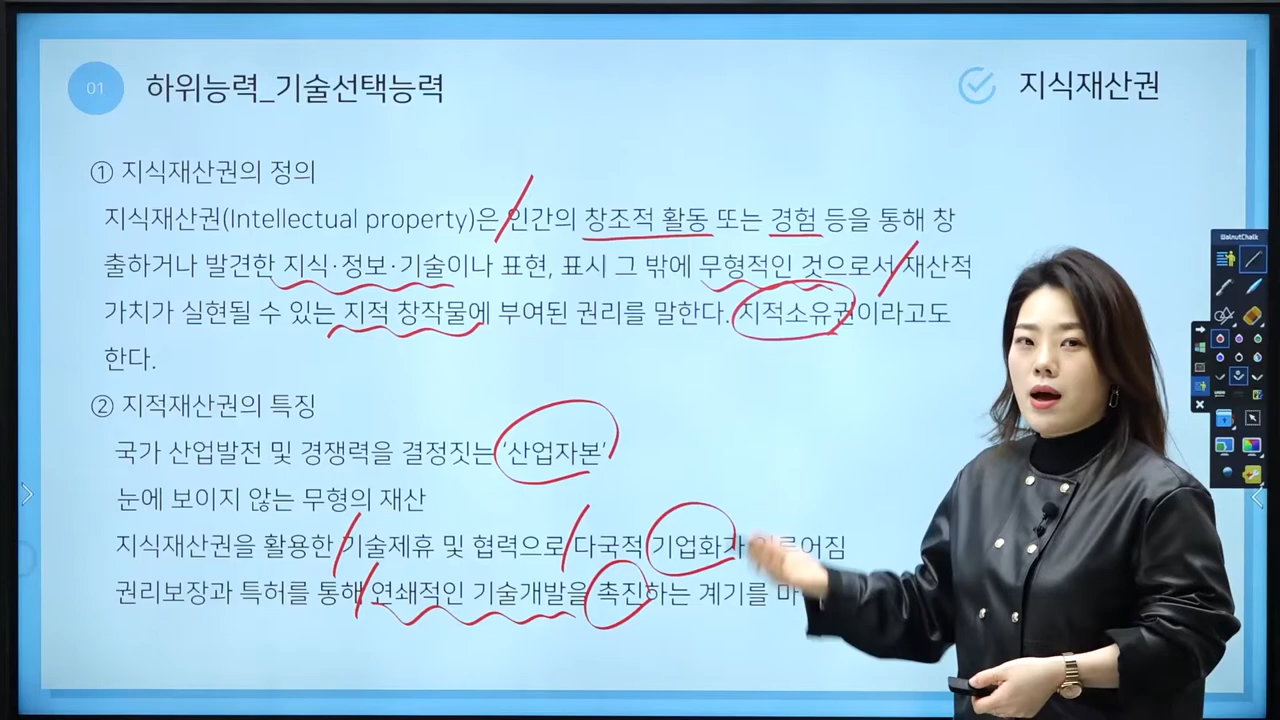 01 하위능력_기술선택능력
지식재산권
① 지식재산권의 정의
지식재산권(Intellectual property)은 인간의 창조적 활동 또는 경험 등을 통해 창
출하거나 발견한 지식·정보·기술이나 표현, 표시 그 밖에 무형적인 것으로서 재산적
가치가 실현될 수 있는 지적 창작물에 부여된 권리를 말한다. 지적소유권이라고도
한다.
② 지적재산권의 특징
국가 산업발전 및 경쟁력을 결정짓는 '산업자본'
눈에 보이지 않는 무형의 재산
지식재산권을 활용한 기술제휴 및 협력으로 다국적 기업화가 이루어짐
권리보장과 특허를 통해 연쇄적인 기술개발을 촉진하는 계기를
WalnutChalk